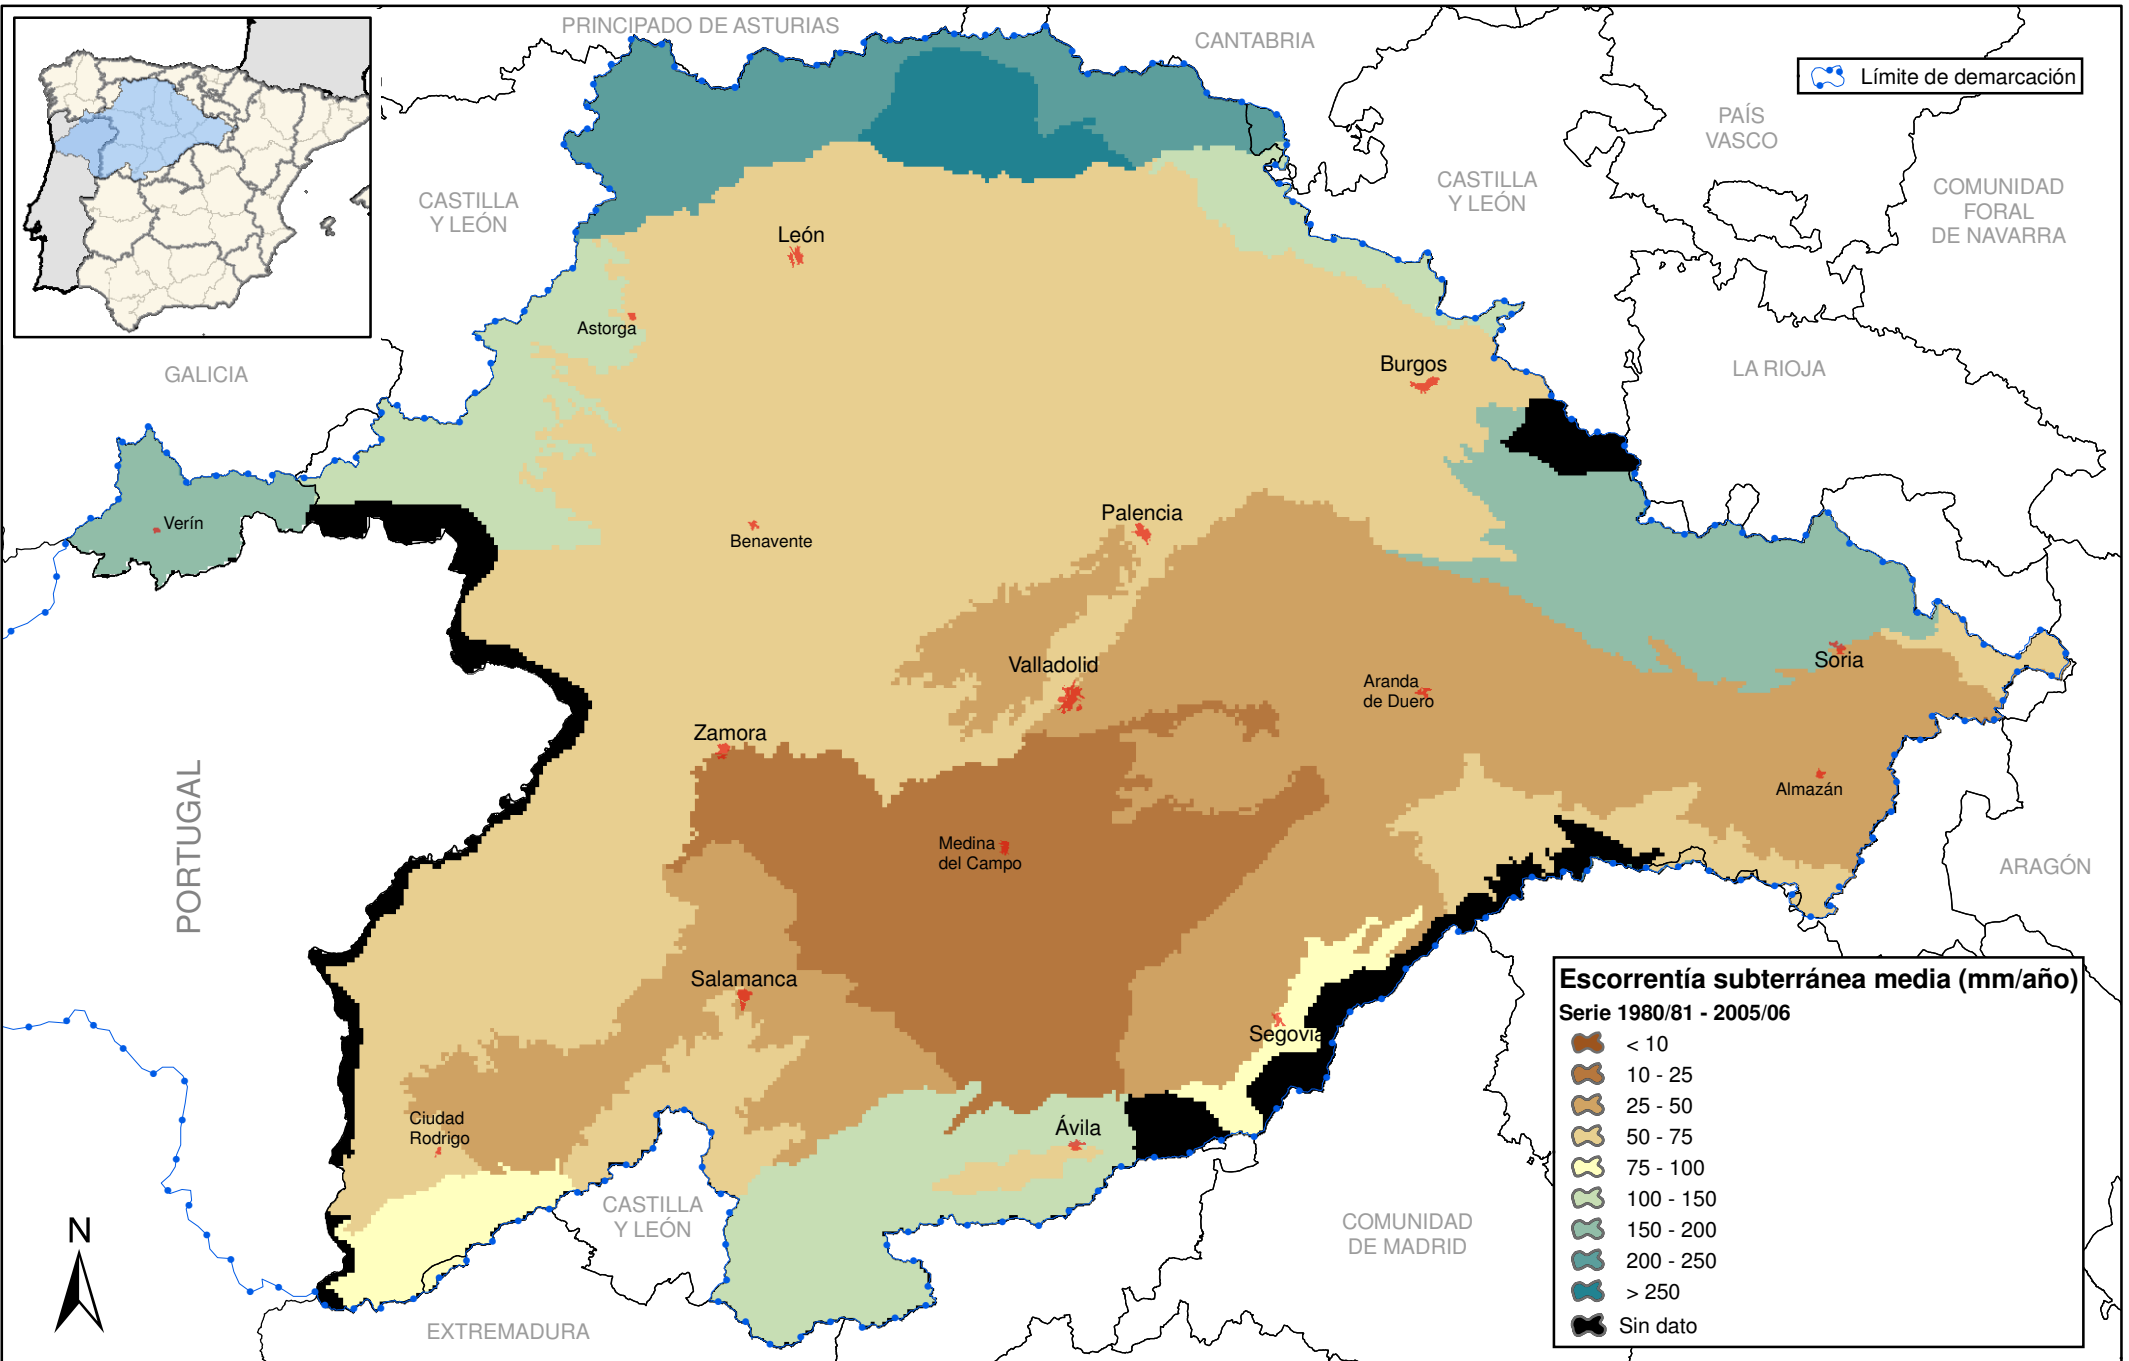 PRINCIPADO DE ASTURIAS
CANTABRIA
Límite de demarcación
PAÍS
VASCO
CASTILLA
Y LEÓN
CASTILLA
Y LEÓN
COMUNIDAD
FORAL
DE NAVARRA
León
Astorga
Burgos
GALICIA
LA RIOJA
Verín
Benavente
Palencia
Valladolid
Soria
Aranda
de Duero
Zamora
Almazán
PORTUGAL
Medina
del Campo
ARAGÓN
Salamanca
Segovia
Ciudad
Rodrigo
Ávila
CASTILLA
Y LEÓN
COMUNIDAD
DE MADRID
EXTREMADURA
N
Escorrentía subterránea media (mm/año)
Serie 1980/81 - 2005/06
< 10
10 - 25
25 - 50
50 - 75
75 - 100
100 - 150
150 - 200
200 - 250
> 250
Sin dato